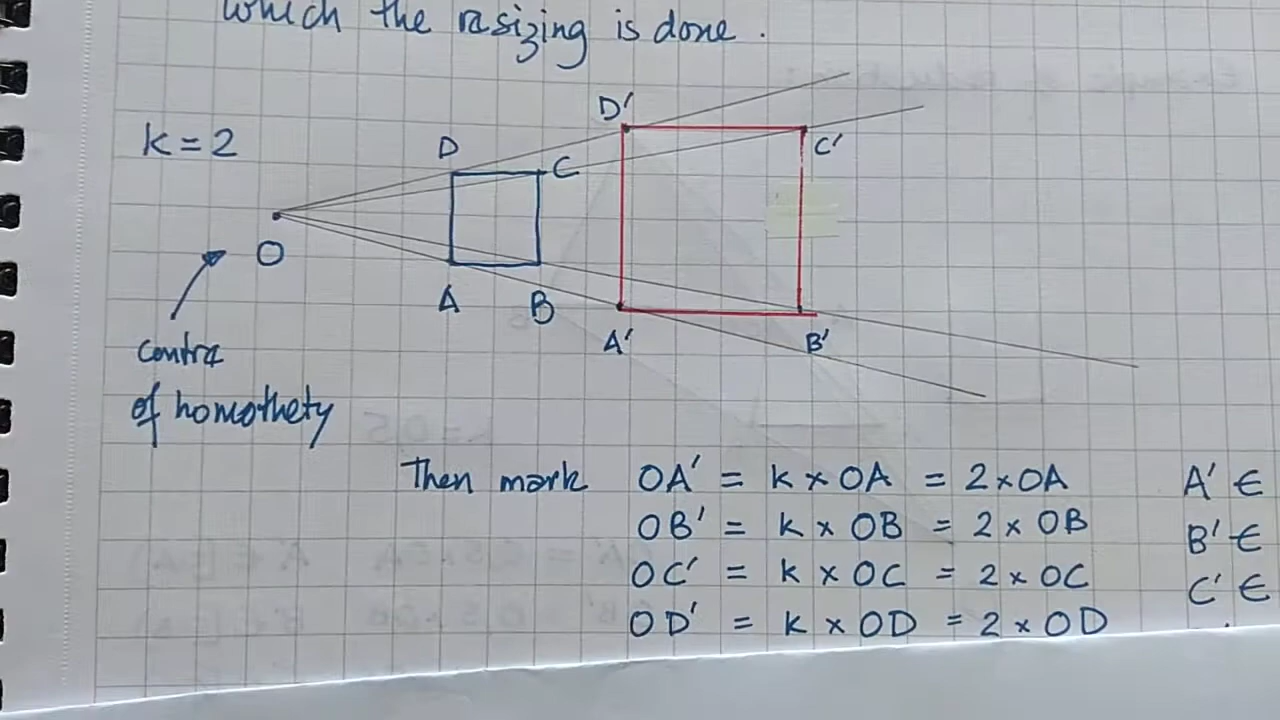 which the resizing is done.
K = 2
D
C
D'
C'
O
A
B
A'
B'
contra
of homothety
Then mark OA' = K × OA = 2 × OA A' ∈
OB' = K × OB = 2 × OB B' ∈
OC' = K × OC = 2 × OC C' ∈
OD' = K × OD = 2 × OD